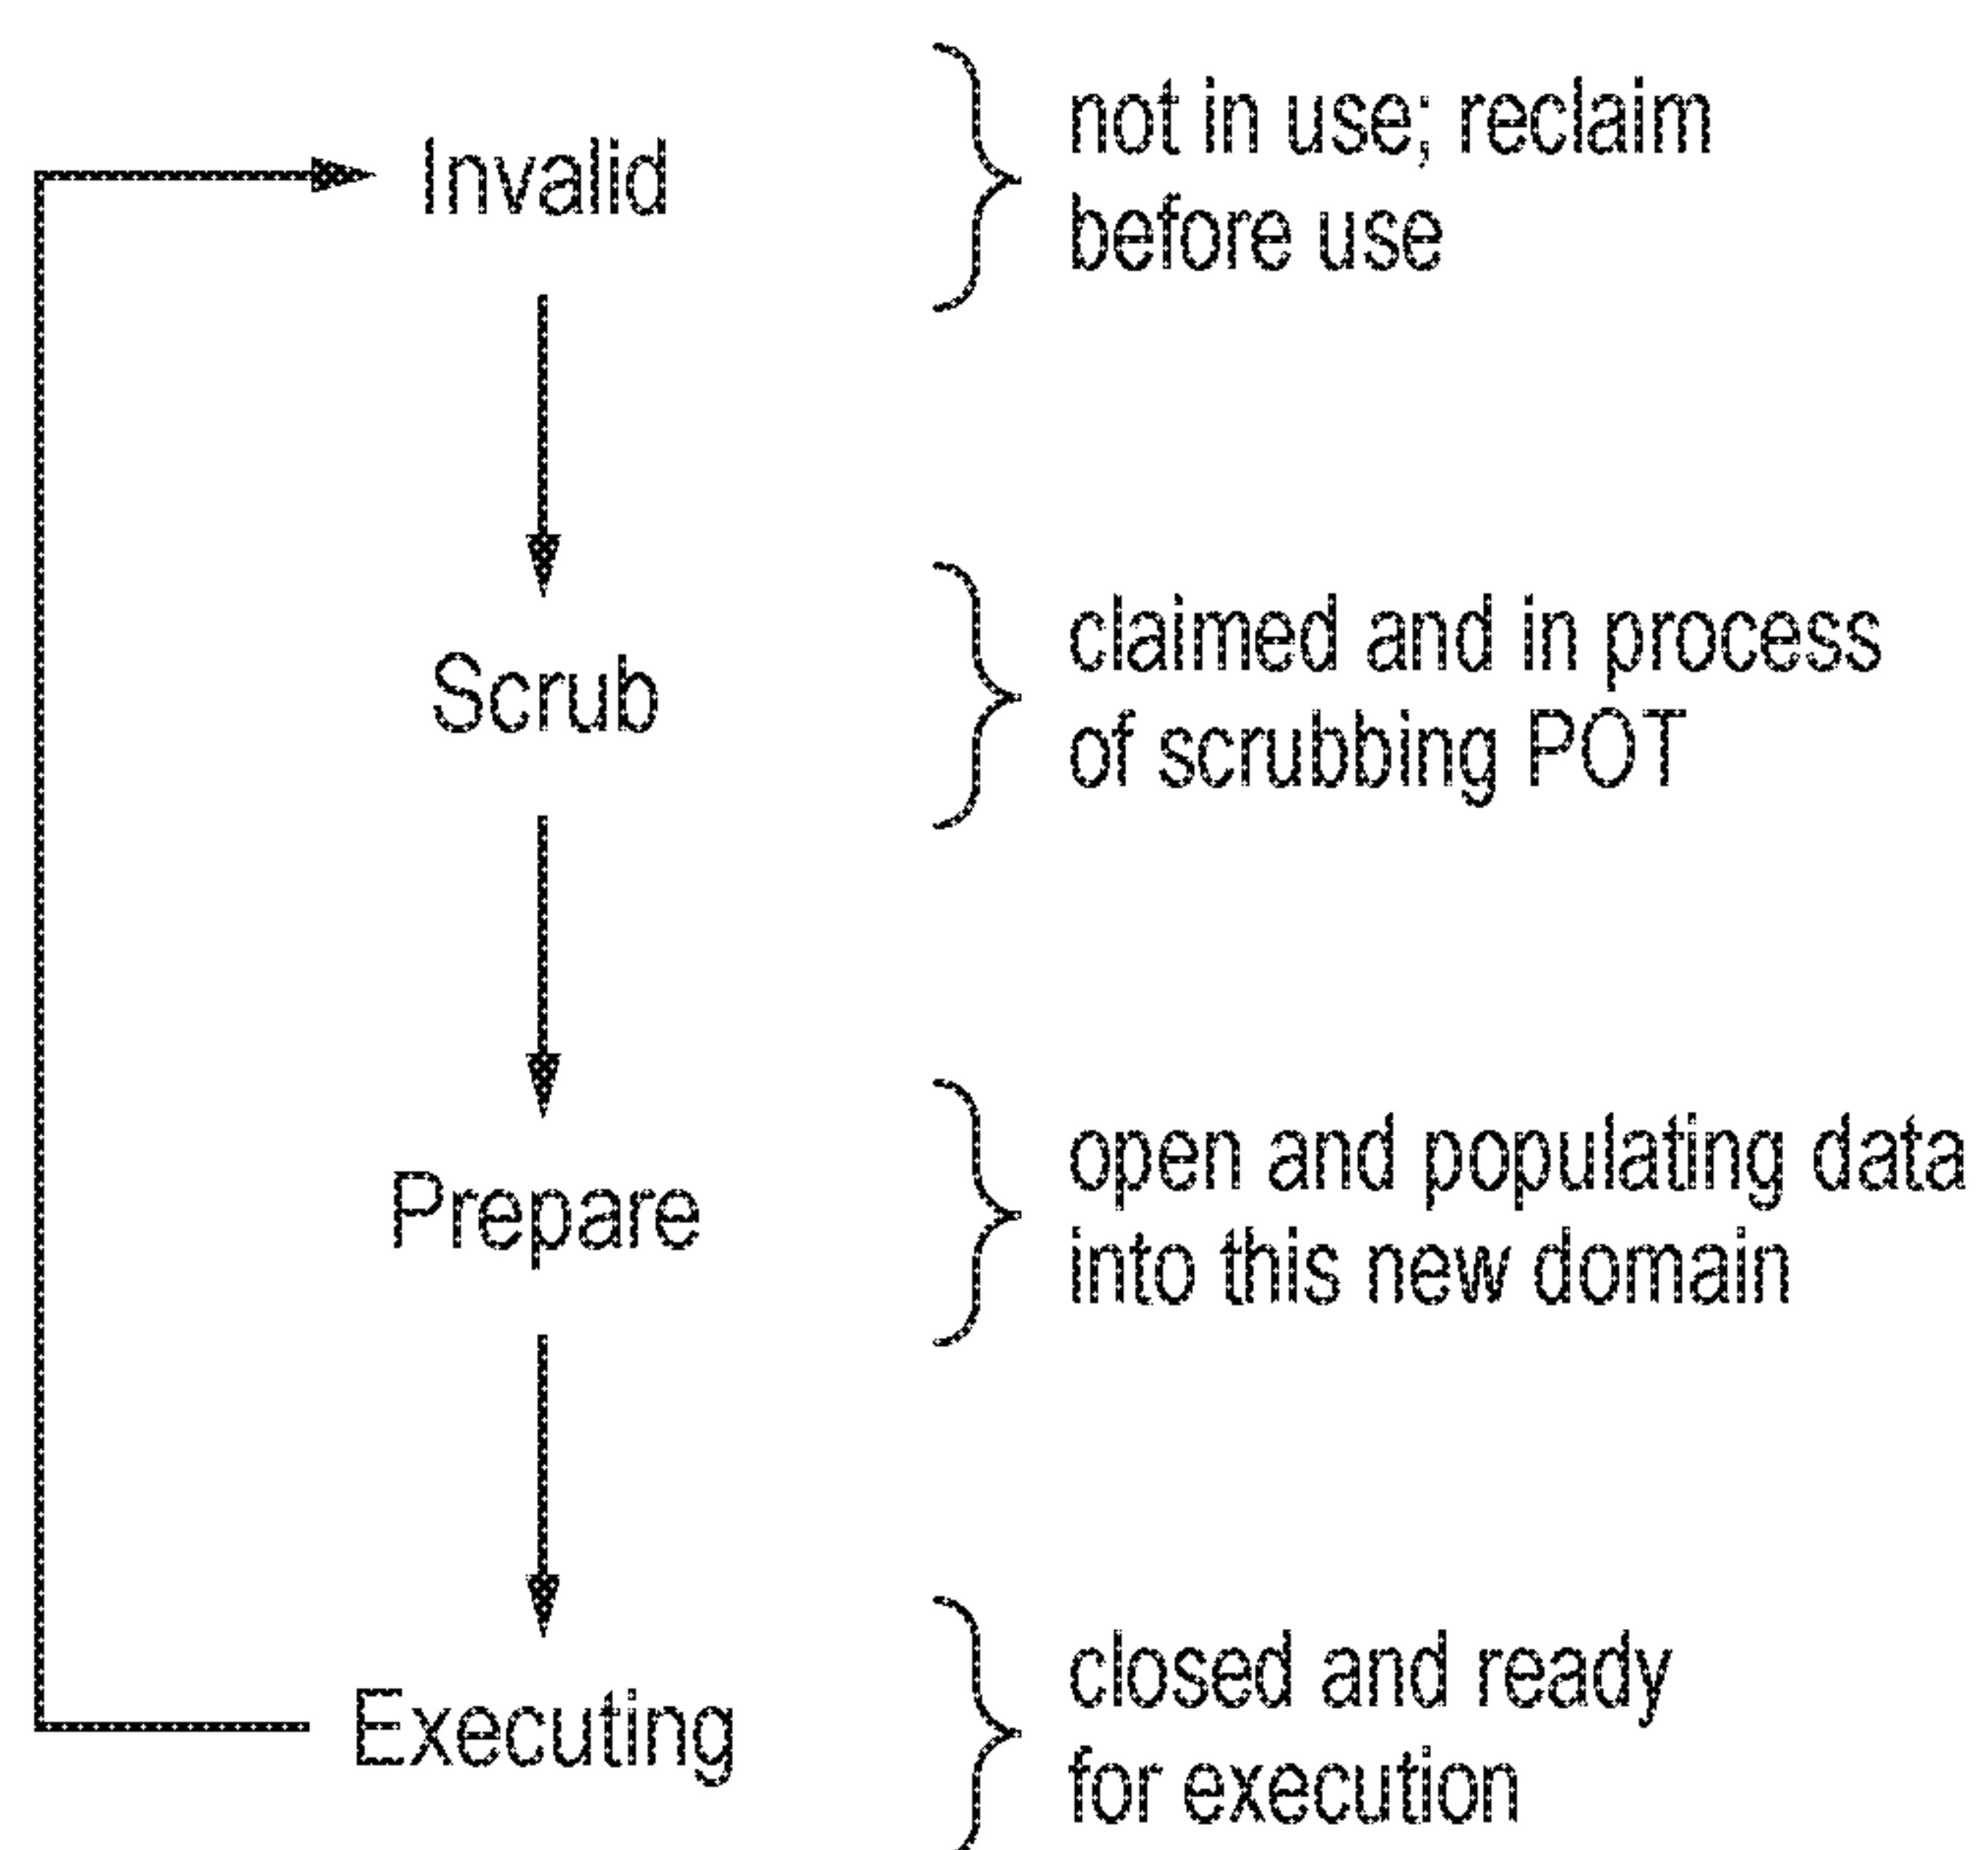 Invalid
not in use; reclaim
before use
Scrub
claimed and in process
of scrubbing POT
Prepare
open and populating data
into this new domain
Executing
closed and ready
for execution